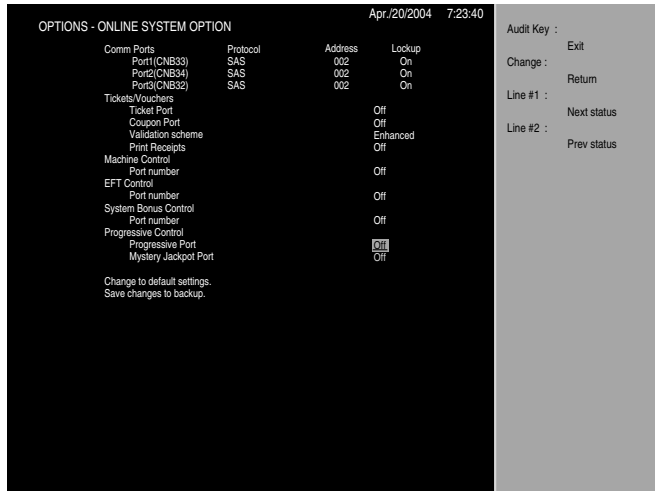 Apr./20/2004 7:23:40
OPTIONS - ONLINE SYSTEM OPTION
Comm Ports Protocol Address Lockup
Port1(CNB33) SAS 002 On
Port2(CNB34) SAS 002 On
Port3(CNB32) SAS 002 On
Tickets/Vouchers
Ticket Port Off
Coupon Port Off
Validation scheme Enhanced
Print Receipts Off
Machine Control
Port number Off
EFT Control
Port number Off
System Bonus Control
Port number Off
Progressive Control
Progressive Port Off
Mystery Jackpot Port Off
Change to default settings.
Save changes to backup.
Audit Key :
Exit
Change :
Return
Line #1 :
Next status
Line #2 :
Prev status